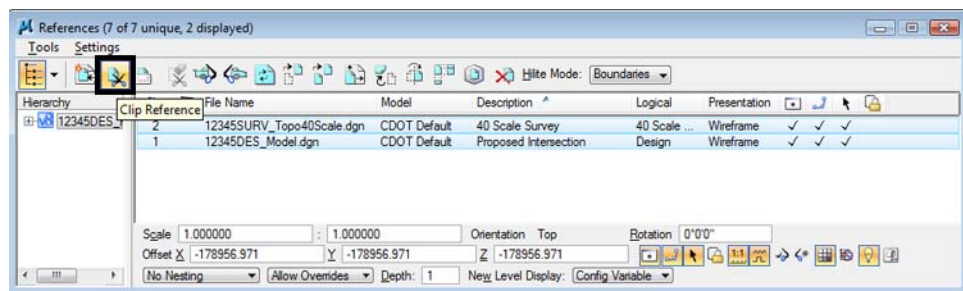 References (7 of 7 unique, 2 displayed)
Tools Settings
Hilite Mode: Boundaries
Hierarchy File Name Model Description Logical Presentation
Clip Reference
12345DES_
2 12345SURV_Topo40Scale.dgn CDOT Default 40 Scale Survey 40 Scale ... Wireframe ✓ ✓ ✓
1 12345DES_Model.dgn CDOT Default Proposed Intersection Design Wireframe ✓ ✓ ✓
Scale 1.000000 : 1.000000 Orientation Top Rotation 0°0'0"
Offset X -178956.971 Y -178956.971 Z -178956.971 1:1
No Nesting Allow Overrides Depth: 1 New Level Display: Config Variable